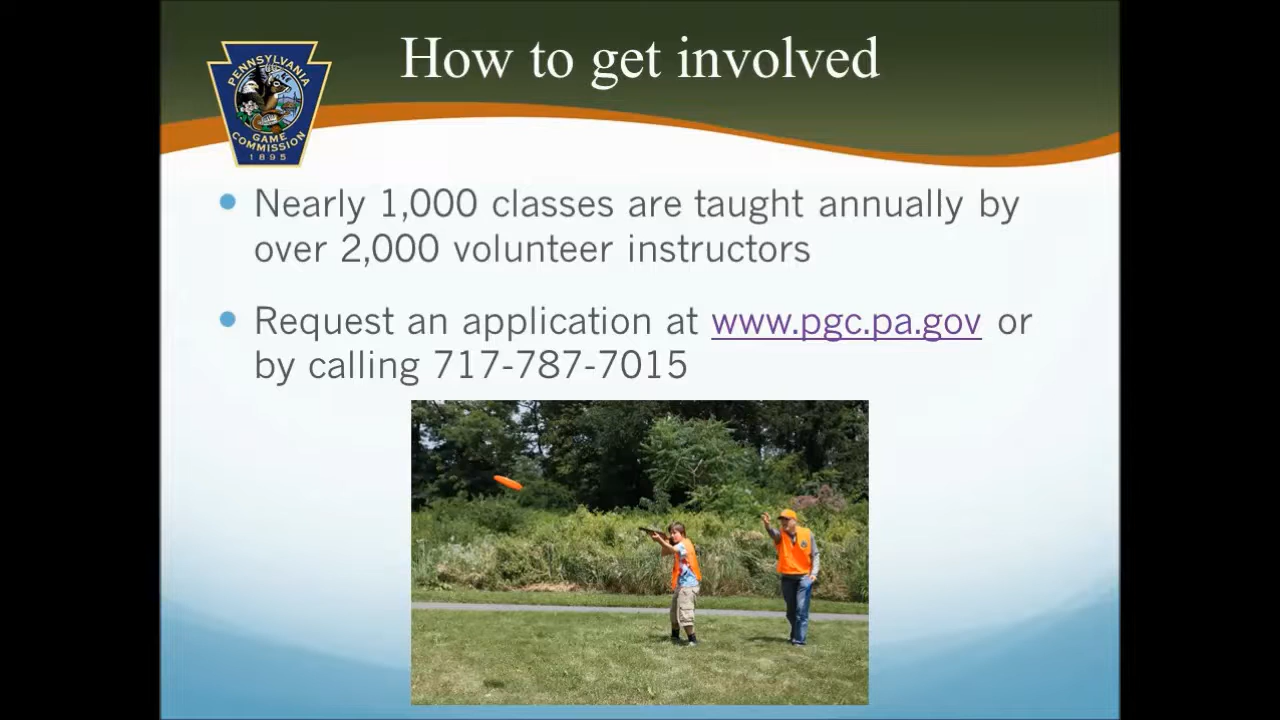 How to get involved
PENNSYLVANIA
GAME
COMMISSION
1895
Nearly 1,000 classes are taught annually by
over 2,000 volunteer instructors
Request an application at www.pgc.pa.gov or
by calling 717-787-7015